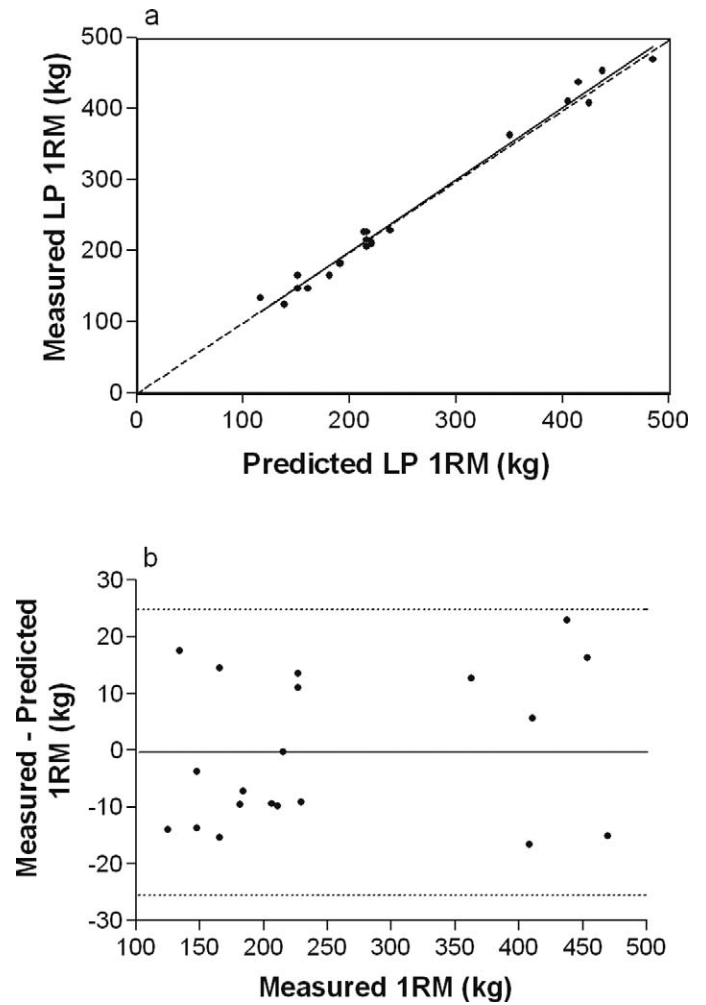 a
500
400
300
200
100
0
Measured LP 1RM (kg)
0 100 200 300 400 500
Predicted LP 1RM (kg)
b
30
20
10
0
-10
-20
-30
Measured - Predicted
1RM (kg)
100 150 200 250 300 350 400 450 500
Measured 1RM (kg)